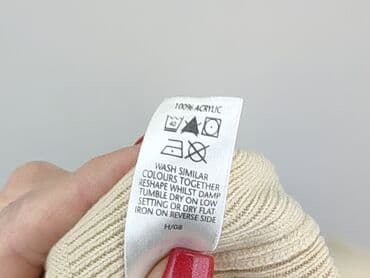 100% ACRYLIC
40
WASH SIMILAR
COLOURS TOGETHER
RESHAPE WHILST DAMP
TUMBLE DRY ON LOW
SETTING OR DRY FLAT
IRON ON REVERSE SIDE
H/08